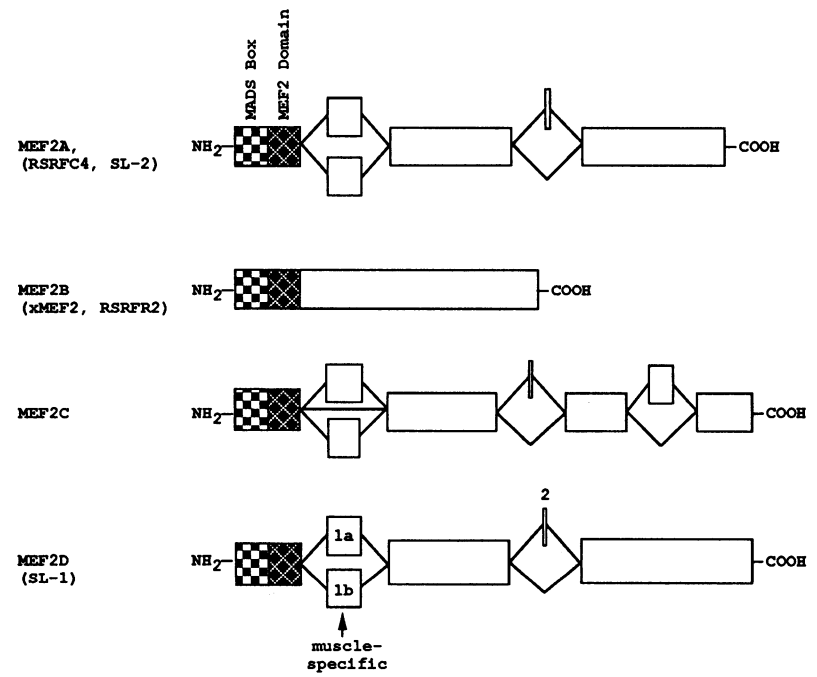 MADS Box
MEF2 Domain
MEF2A,
(RSRFC4, SL-2)
NH2
COOH
MEF2B
(xMEF2, RSRFR2)
NH2
COOH
MEF2C
NH2
COOH
MEF2D
(SL-1)
NH2
1a
1b
2
COOH
muscle-
specific